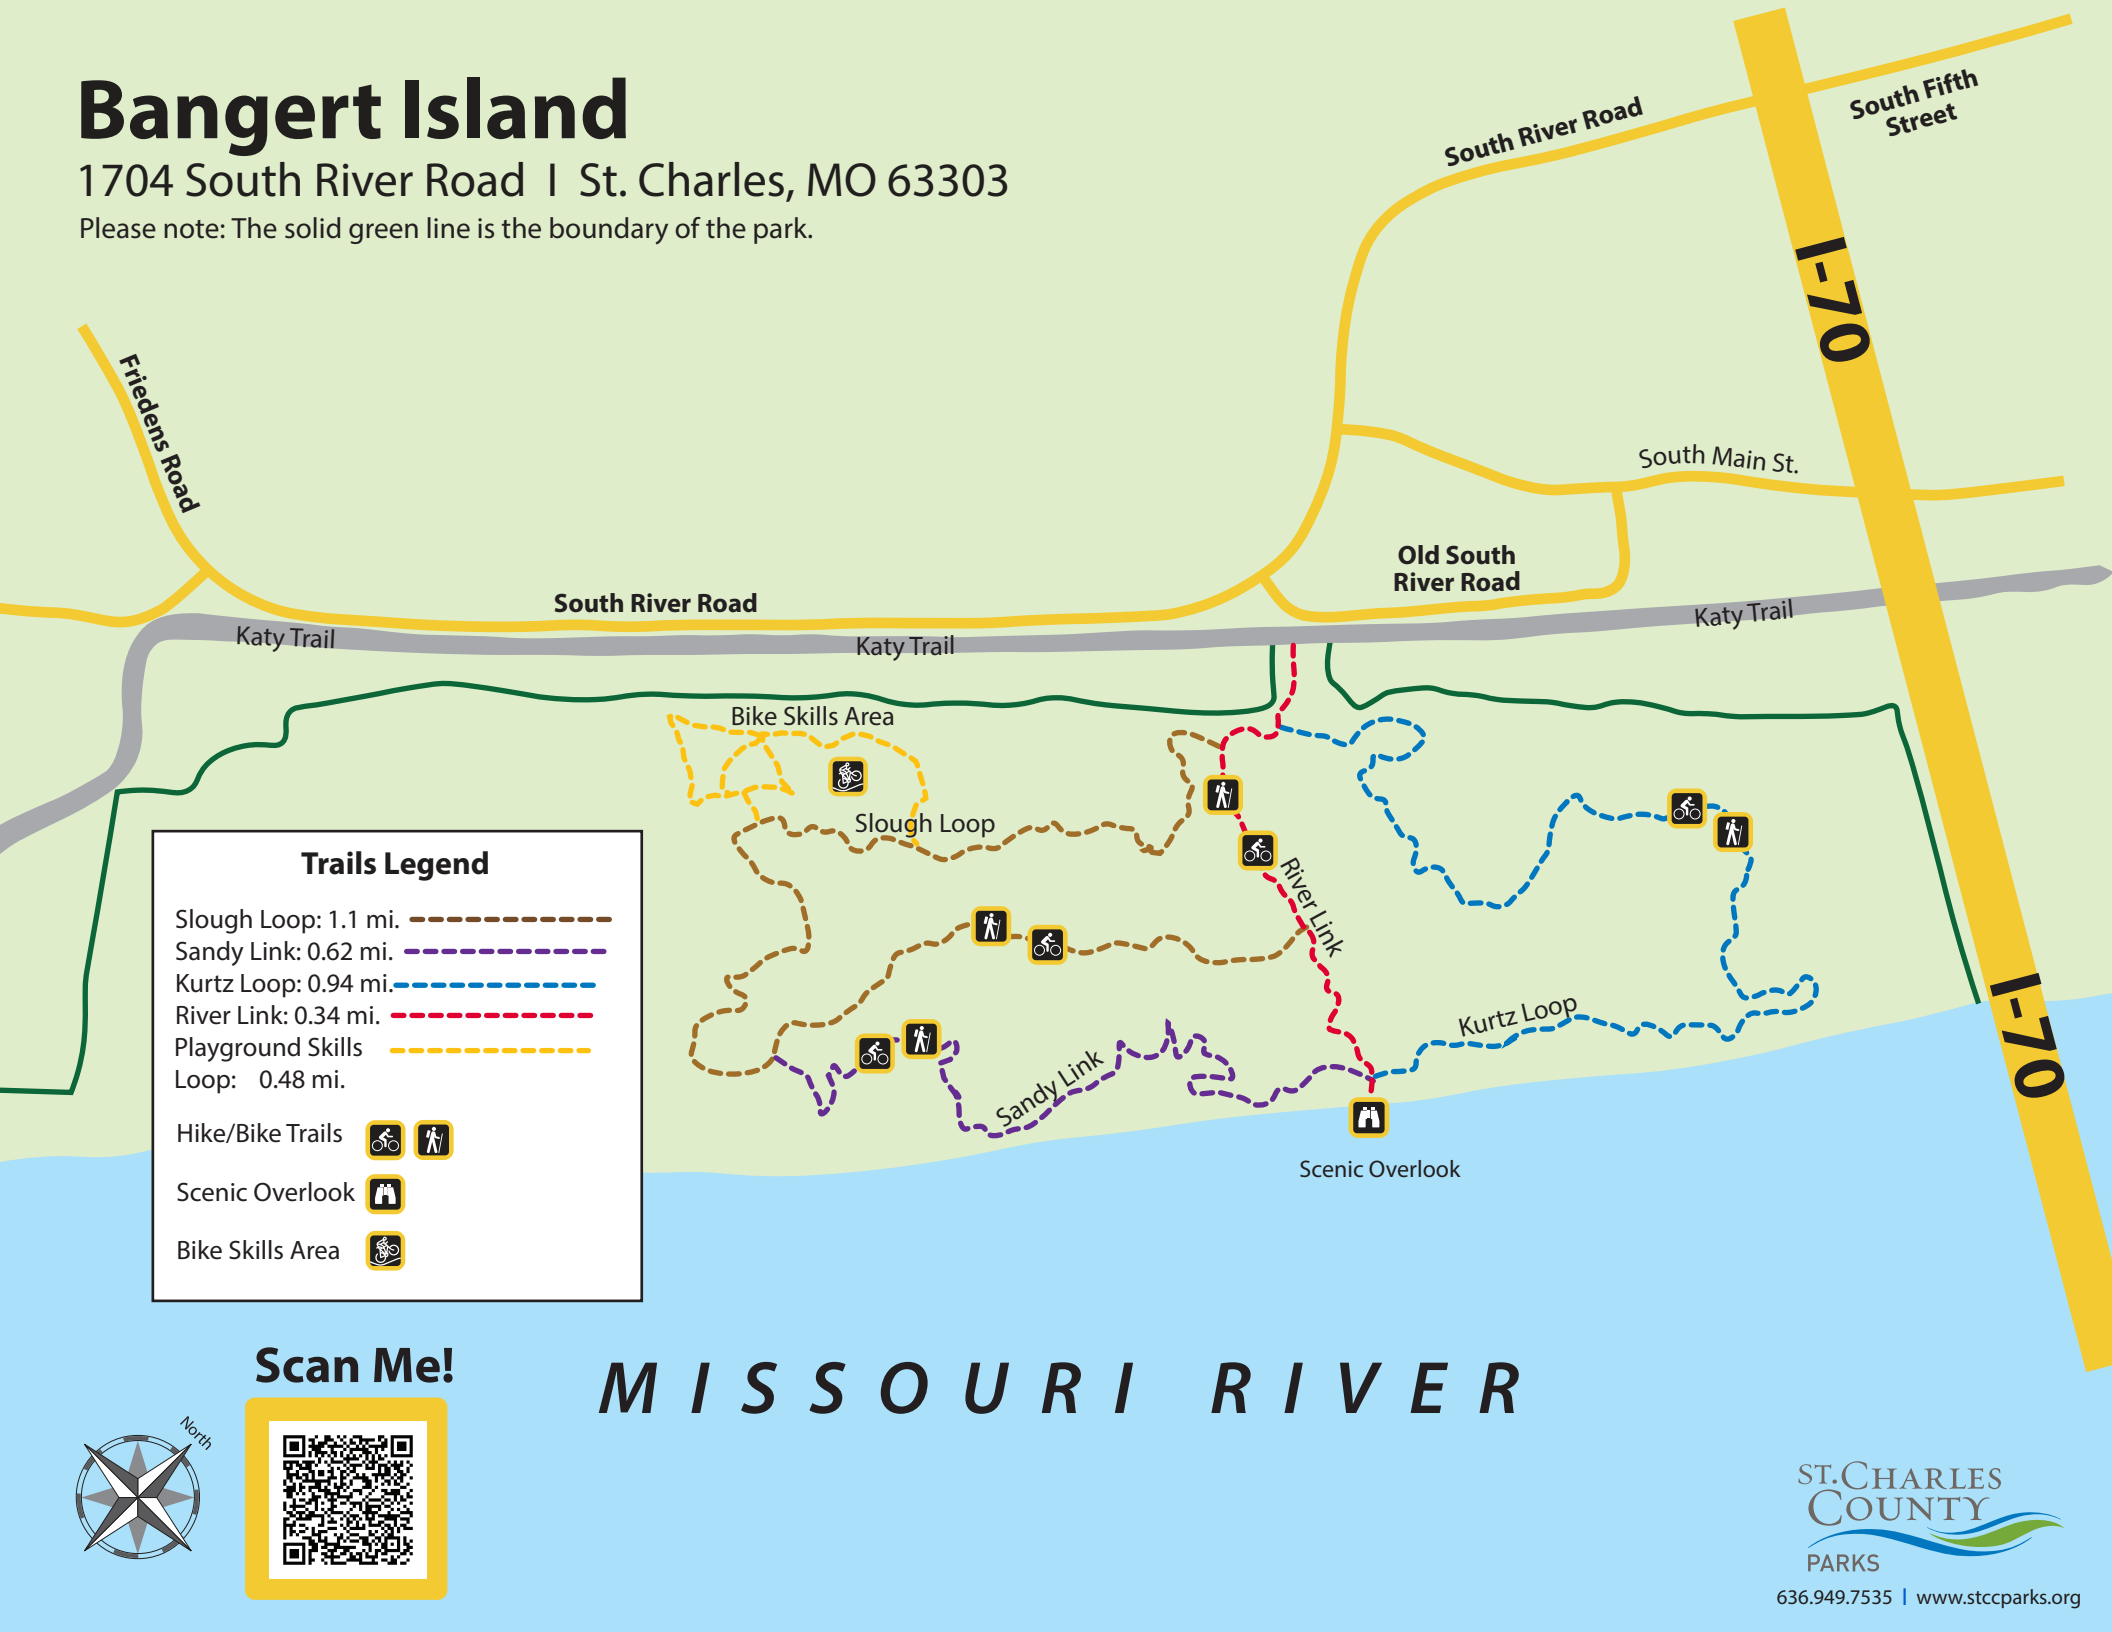 Bangert Island
1704 South River Road I St. Charles, MO 63303
Please note: The solid green line is the boundary of the park.
South Fifth
Street
South River Road
I-70
Friedens Road
South Main St.
Old South
River Road
South River Road
Katy Trail
Katy Trail
Katy Trail
Bike Skills Area
Slough Loop
River Link
Kurtz Loop
Sandy Link
I-70
Scenic Overlook
Trails Legend
Slough Loop: 1.1 mi.
Sandy Link: 0.62 mi.
Kurtz Loop: 0.94 mi.
River Link: 0.34 mi.
Playground Skills
Loop: 0.48 mi.
Hike/Bike Trails
Scenic Overlook
Bike Skills Area
Scan Me!
MISSOURI RIVER
North
ST. CHARLES
COUNTY
PARKS
636.949.7535 | www.stccparks.org